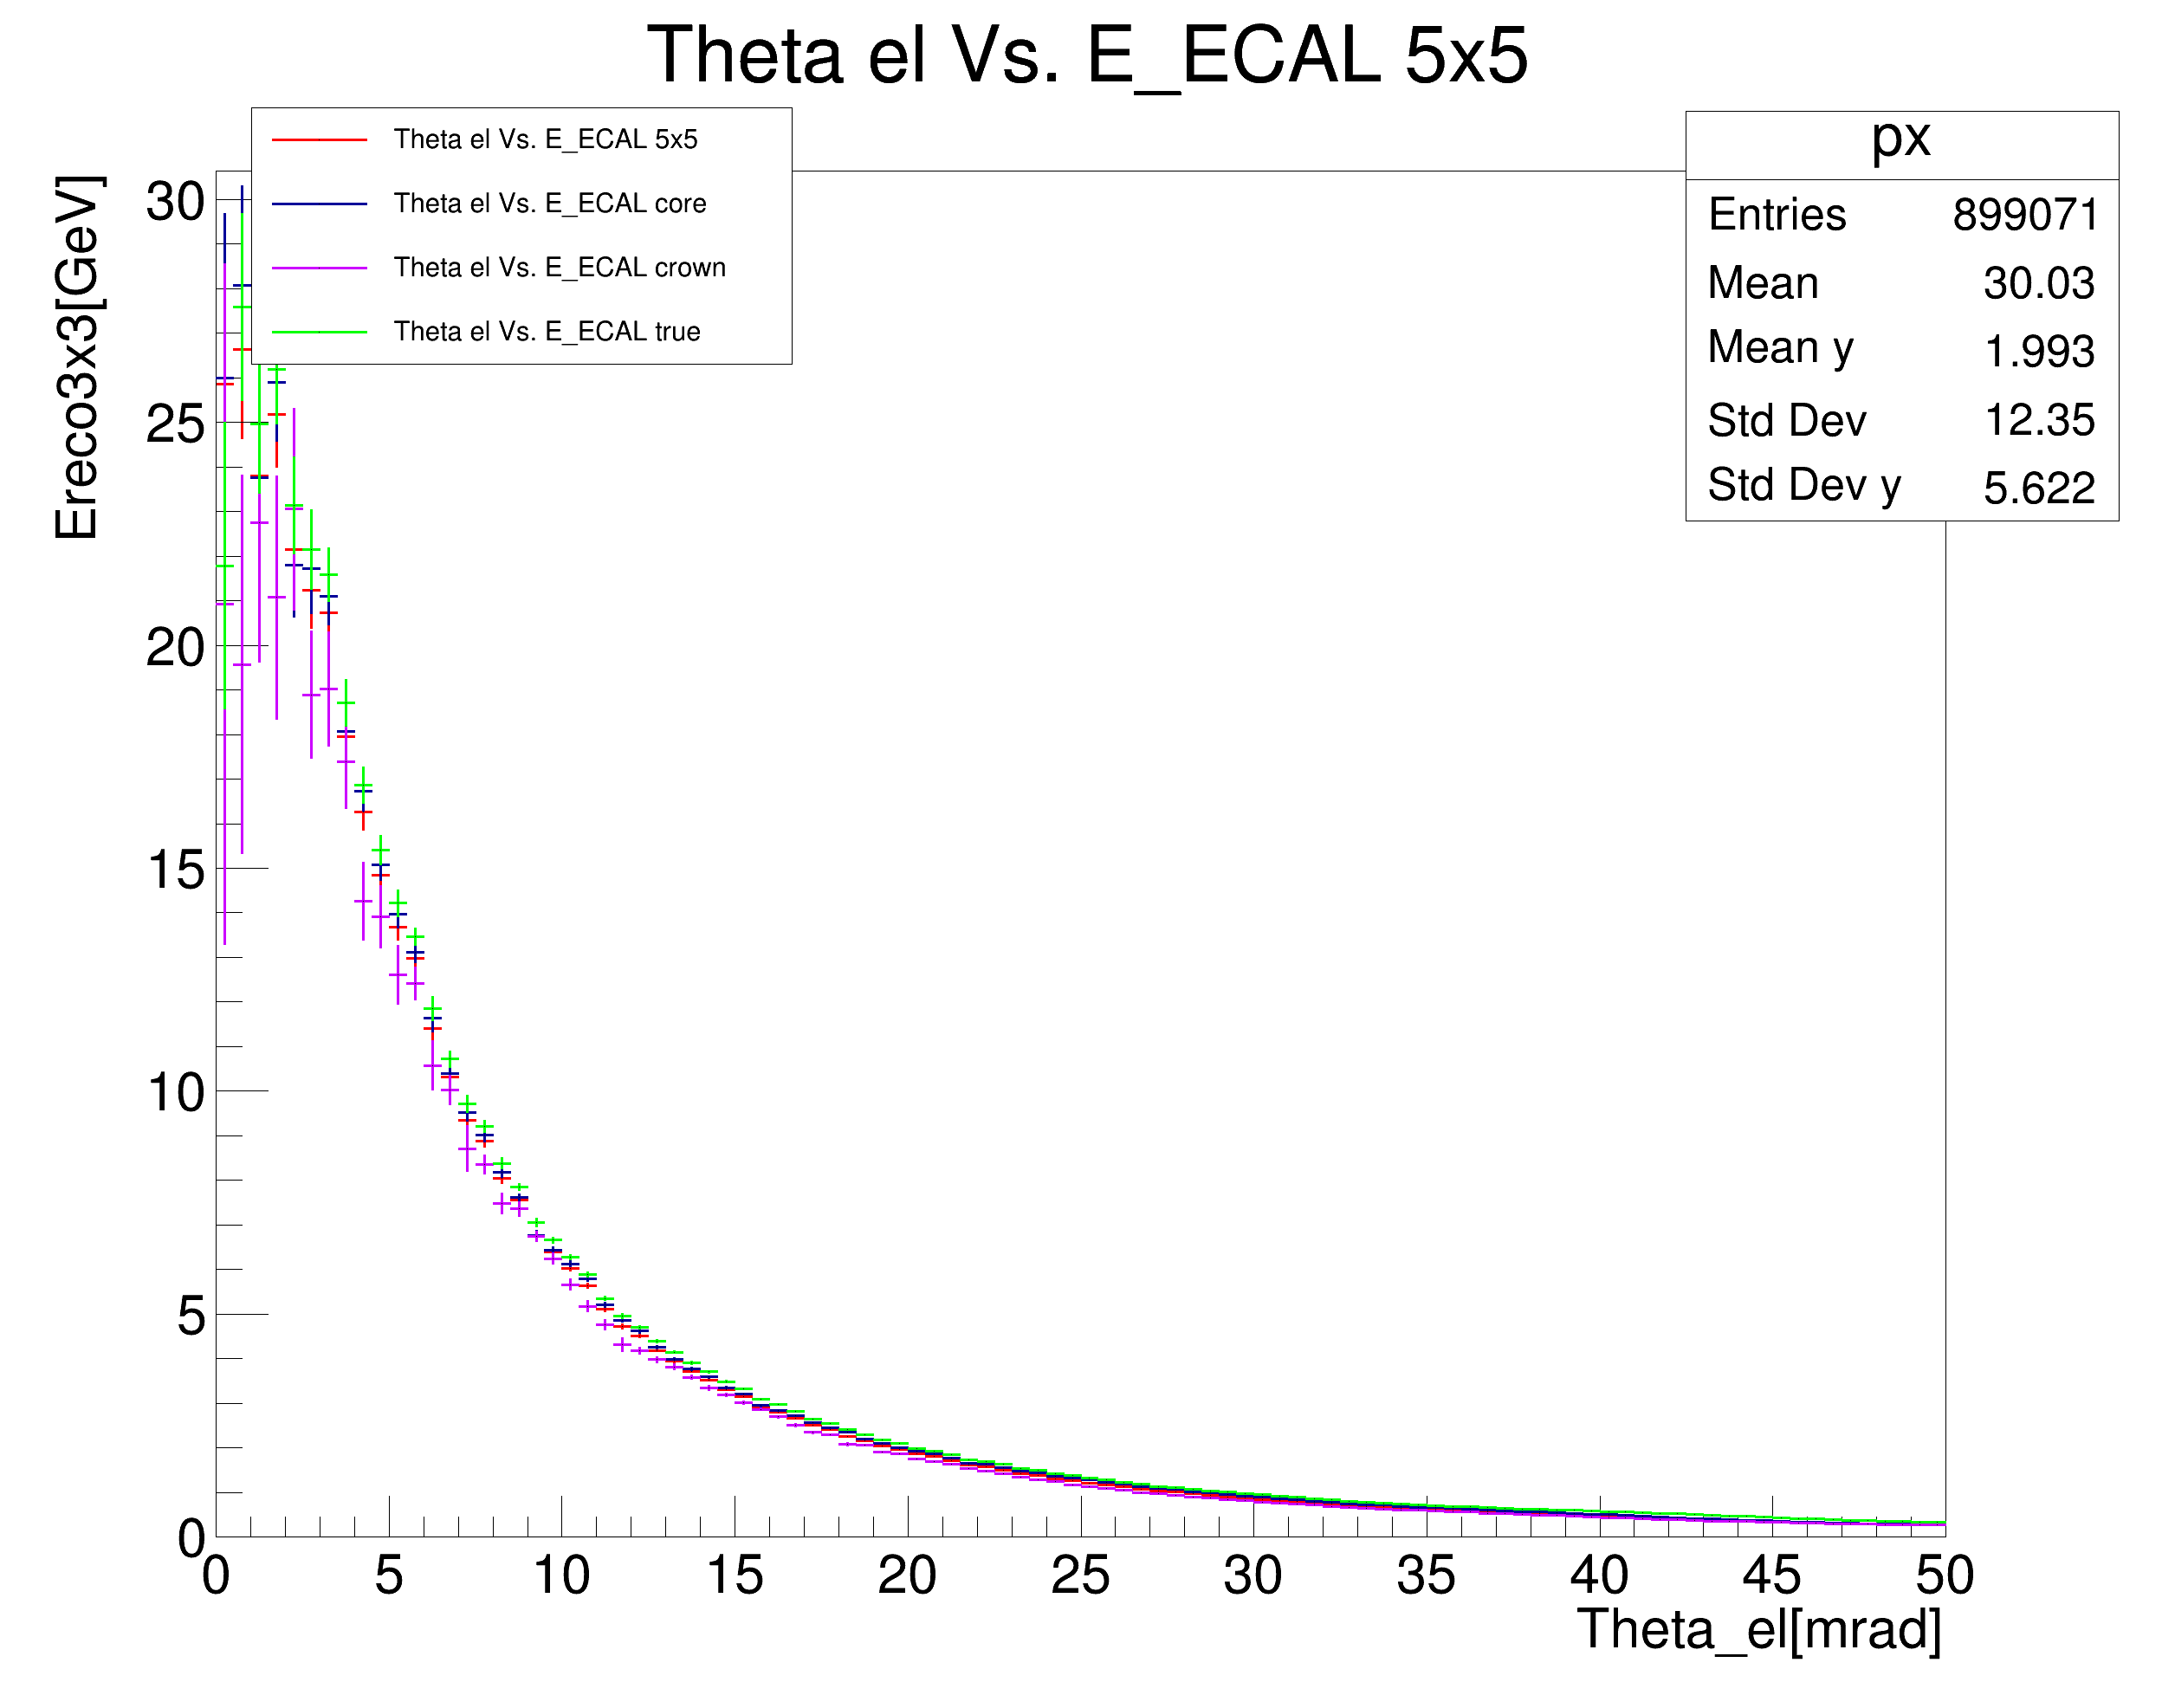 Theta el Vs. E_ECAL 5x5
Theta el Vs. E_ECAL 5x5
Theta el Vs. E_ECAL core
Theta el Vs. E_ECAL crown
Theta el Vs. E_ECAL true
px
Entries 899071
Mean 30.03
Mean y 1.993
Std Dev 12.35
Std Dev y 5.622
Ereco3x3[GeV]
30
25
20
15
10
5
0
0 5 10 15 20 25 30 35 40 45 50
Theta_el[mrad]